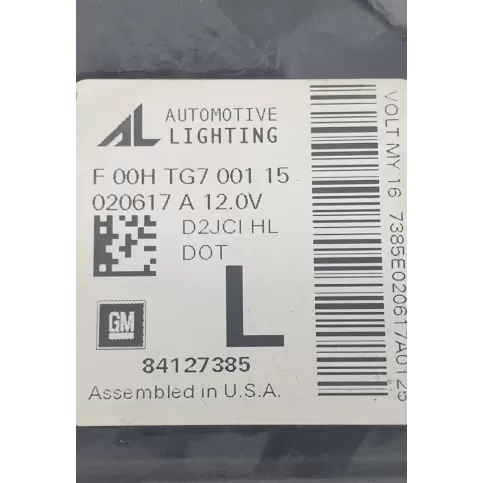 AL AUTOMOTIVE
LIGHTING
F 00H TG7 001 15
020617 A 12.0V
D2JCI HL
DOT
L
GM
84127385
Assembled in U.S.A.
VOLT MY 16 7385E020617A0125